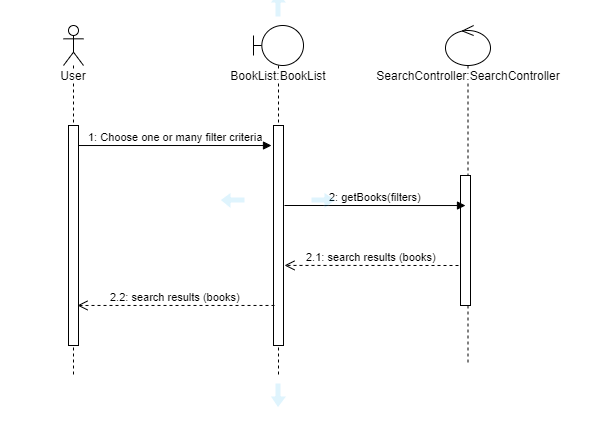 User
BookList:BookList
SearchController:SearchController
1: Choose one or many filter criteria
2: getBooks(filters)
2.1: search results (books)
2.2: search results (books)